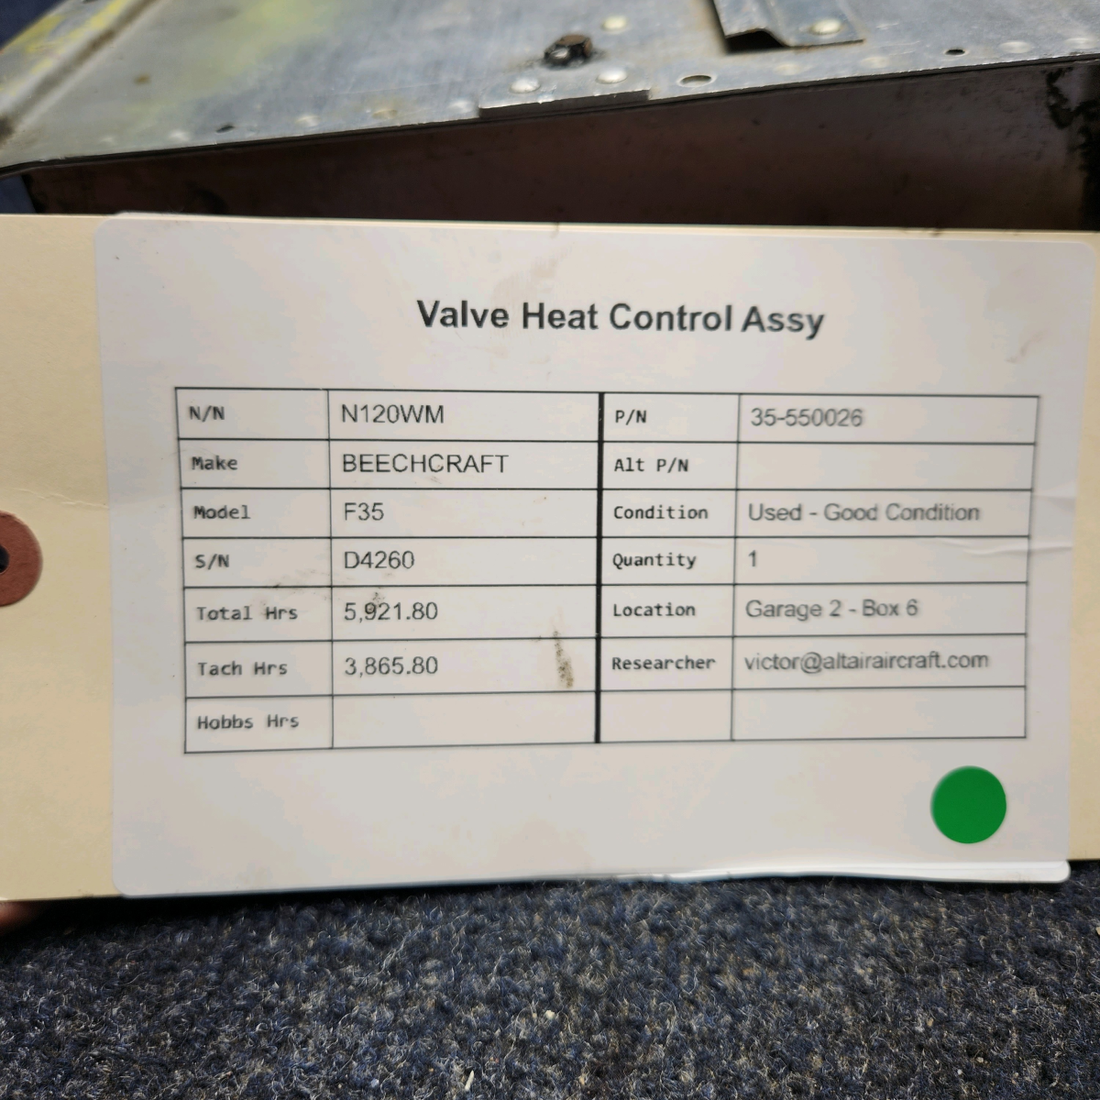 Valve Heat Control Assy
N/N N120WM P/N 35-550026
Make BEECHCRAFT Alt P/N
Model F35 Condition Used - Good Condition
S/N D4260 Quantity 1
Total Hrs 5,921.80 Location Garage 2 - Box 6
Tach Hrs 3,865.80 Researcher victor@altairaircraft.com
Hobbs Hrs